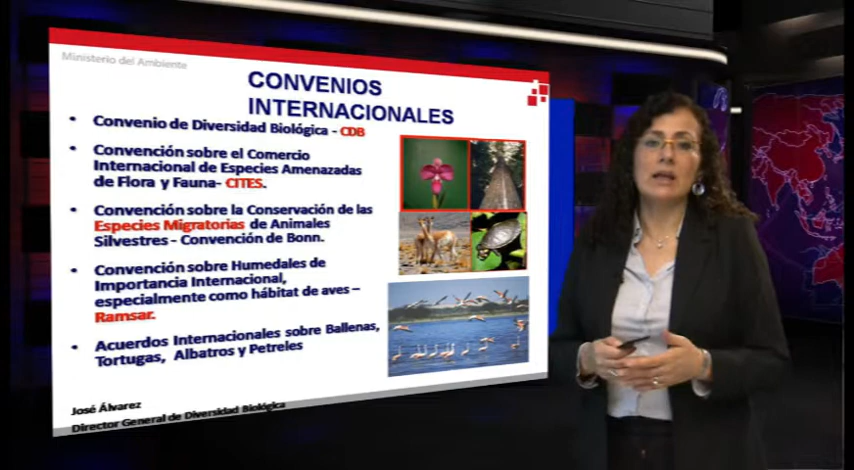 Ministerio del Ambiente
CONVENIOS
INTERNACIONALES
• Convenio de Diversidad Biológica - CDB
• Convención sobre el Comercio
Internacional de Especies Amenazadas
de Flora y Fauna- CITES.
• Convención sobre la Conservación de las
Especies Migratorias de Animales
Silvestres - Convención de Bonn.
• Convención sobre Humedales de
Importancia Internacional,
especialmente como hábitat de aves –
Ramsar.
• Acuerdos Internacionales sobre Ballenas,
Tortugas, Albatros y Petreles
José Álvarez
Director General de Diversidad Biológica